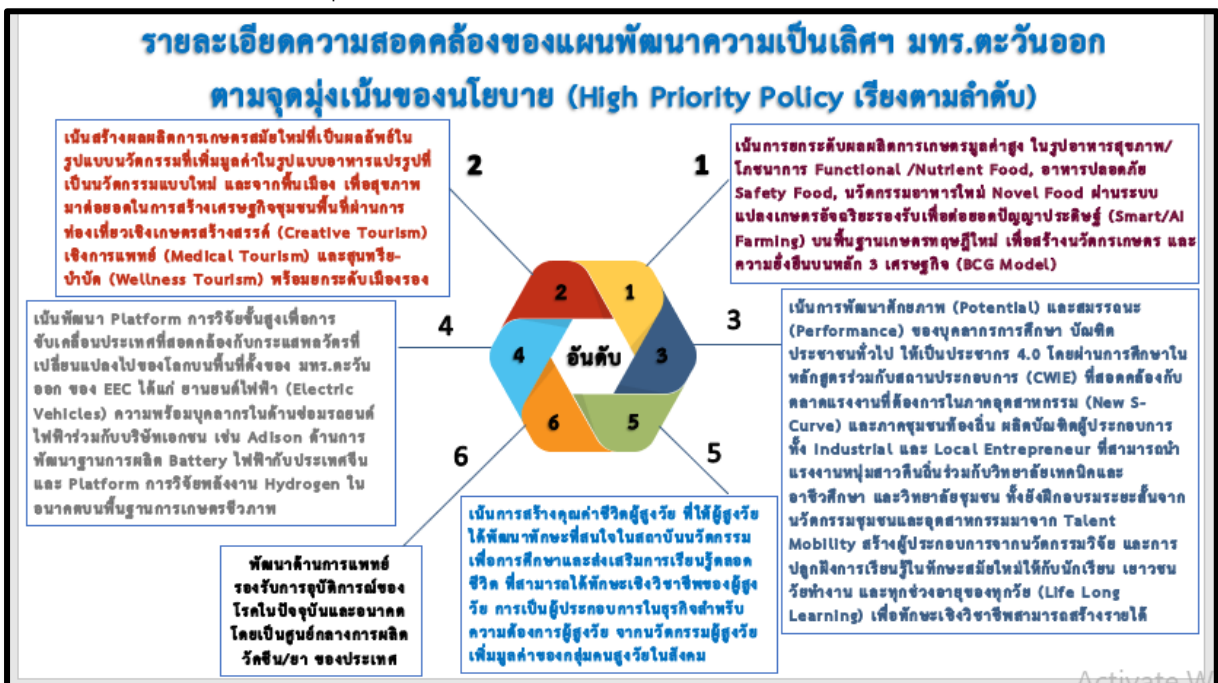 รายละเอียดความสอดคล้องของแผนพัฒนาความเป็นเลิศฯ มทร.ตะวันออก
ตามจุดมุ่งเน้นของนโยบาย (High Priority Policy เรียงตามลำดับ)
เน้นสร้างผลผลิตการเกษตรสมัยใหม่ที่เป็นผลลัพธ์ใน
รูปแบบนวัตกรรมที่เพิ่มมูลค่าในรูปแบบอาหารแปรรูปที่
เป็นนวัตกรรมแบบใหม่ และจากพื้นเมือง เพื่อสุขภาพ
มาต่อยอดในการสร้างเศรษฐกิจชุมชนพื้นที่ผ่านการ
ท่องเที่ยวเชิงเกษตรสร้างสรรค์ (Creative Tourism)
เชิงการแพทย์ (Medical Tourism) และสุนทรีย-
บำบัด (Wellness Tourism) พร้อมยกระดับเมืองรอง
2
1
เน้นการยกระดับผลผลิตการเกษตรมูลค่าสูง ในรูปอาหารสุขภาพ/
โภชนาการ Functional /Nutrient Food, อาหารปลอดภัย
Safety Food, นวัตกรรมอาหารใหม่ Novel Food ผ่านระบบ
แปลงเกษตรอัจฉริยะรองรับเพื่อต่อยอดปัญญาประดิษฐ์ (Smart/AI
Farming) บนพื้นฐานเกษตรทฤษฎีใหม่ เพื่อสร้างนวัตกรเกษตร และ
ความยั่งยืนบนหลัก 3 เศรษฐกิจ (BCG Model)
เน้นพัฒนา Platform การวิจัยขั้นสูงเพื่อการ
ขับเคลื่อนประเทศที่สอดคล้องกับกระแสพลวัตรที่
เปลี่ยนแปลงไปของโลกบนพื้นที่ตั้งของ มทร.ตะวัน
ออก ของ EEC ได้แก่ ยานยนต์ไฟฟ้า (Electric
Vehicles) ความพร้อมบุคลากรในด้านซ่อมรถยนต์
ไฟฟ้าร่วมกับบริษัทเอกชน เช่น Adison ด้านการ
พัฒนาฐานการผลิต Battery ไฟฟ้ากับประเทศจีน
และ Platform การวิจัยพลังงาน Hydrogen ใน
อนาคตบนพื้นฐานการเกษตรชีวภาพ
4
2
1
4
อันดับ
3
6
5
3
เน้นการพัฒนาศักยภาพ (Potential) และสมรรถนะ
(Performance) ของบุคลากรการศึกษา บัณฑิต
ประชาชนทั่วไป ให้เป็นประชากร 4.0 โดยผ่านการศึกษาใน
หลักสูตรร่วมกับสถานประกอบการ (CWIE) ที่สอดคล้องกับ
ตลาดแรงงานที่ต้องการในภาคอุตสาหกรรม (New S-
Curve) และภาคชุมชนท้องถิ่น ผลิตบัณฑิตผู้ประกอบการ
ทั้ง Industrial และ Local Entrepreneur ที่สามารถนำ
แรงงานหนุ่มสาวคืนถิ่นร่วมกับวิทยาลัยเทคนิคและ
อาชีวศึกษา และวิทยาลัยชุมชน ทั้งยังฝึกอบรมระยะสั้นจาก
นวัตกรรมชุมชนและอุตสาหกรรมมาจาก Talent
Mobility สร้างผู้ประกอบการจากนวัตกรรมวิจัย และการ
ปลูกฝังการเรียนรู้ในทักษะสมัยใหม่ให้กับนักเรียน เยาวชน
วัยทำงาน และทุกช่วงอายุของทุกวัย (Life Long
Learning) เพื่อทักษะเชิงวิชาชีพสามารถสร้างรายได้
6
5
พัฒนาด้านการแพทย์
รองรับการอุบัติการณ์ของ
โรคในปัจจุบันและอนาคต
โดยเป็นศูนย์กลางการผลิต
วัคซีน/ยา ของประเทศ
เน้นการสร้างคุณค่าชีวิตผู้สูงวัย ที่ให้ผู้สูงวัย
ได้พัฒนาทักษะที่สนใจในสถาบันนวัตกรรม
เพื่อการศึกษาและส่งเสริมการเรียนรู้ตลอด
ชีวิต ที่สามารถได้ทักษะเชิงวิชาชีพของผู้สูง
วัย การเป็นผู้ประกอบการในธุรกิจสำหรับ
ความต้องการผู้สูงวัย จากนวัตกรรมผู้สูงวัย
เพิ่มมูลค่าของกลุ่มคนสูงวัยในสังคม
Activate W